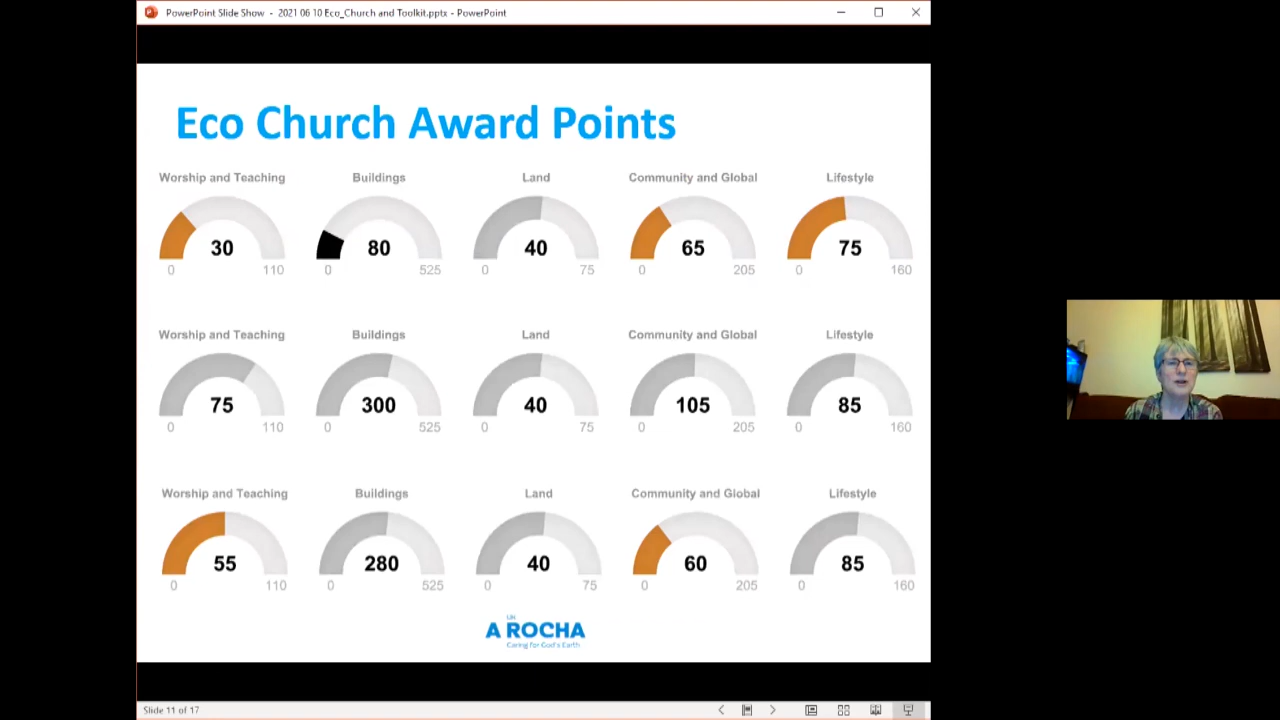 PowerPoint Slide Show - 2021 06 10 Eco_Church and Toolkit.pptx - PowerPoint
Eco Church Award Points
Worship and Teaching Buildings Land Community and Global Lifestyle
30 80 40 65 75
0 110 0 525 0 75 0 205 0 160
Worship and Teaching Buildings Land Community and Global Lifestyle
75 300 40 105 85
0 110 0 525 0 75 0 205 0 160
Worship and Teaching Buildings Land Community and Global Lifestyle
55 280 40 60 85
0 110 0 525 0 75 0 205 0 160
UK
A ROCHA
Caring for God's Earth
Slide 11 of 17